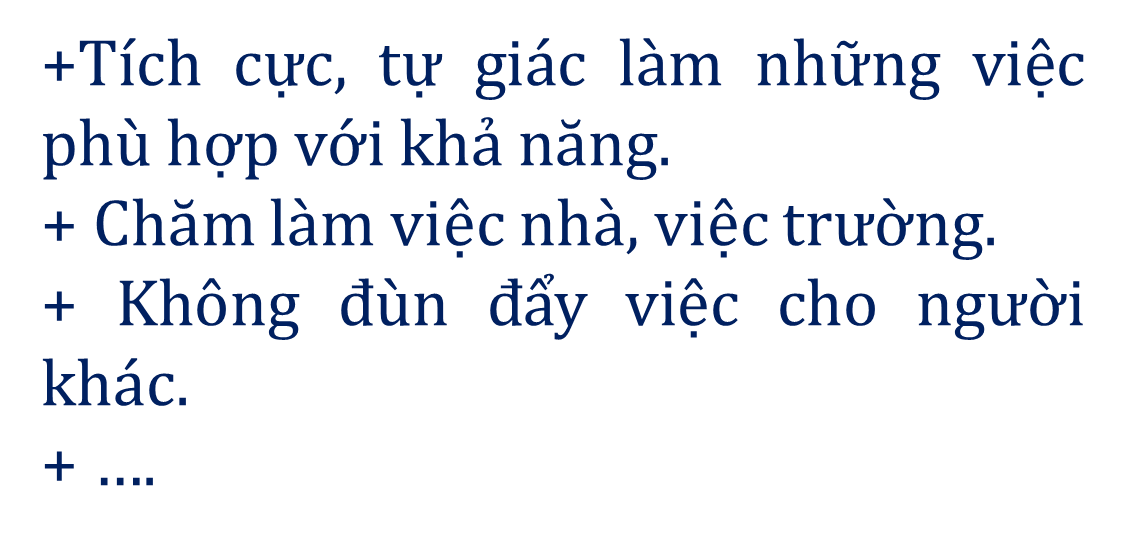 +Tích cực, tự giác làm những việc
phù hợp với khả năng.
+ Chăm làm việc nhà, việc trường.
+ Không đùn đẩy việc cho người
khác.
+ ....